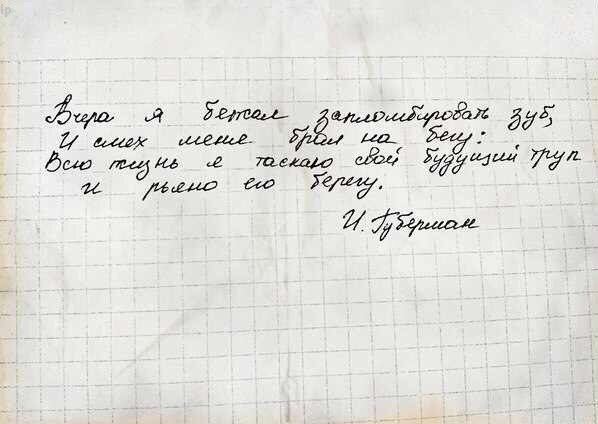 Вчера я бежал запломбировать зуб,
И смех меня брал на бегу:
Всю жизнь я таскаю свой будущий труп
и рьяно его берегу.
И. Губерман